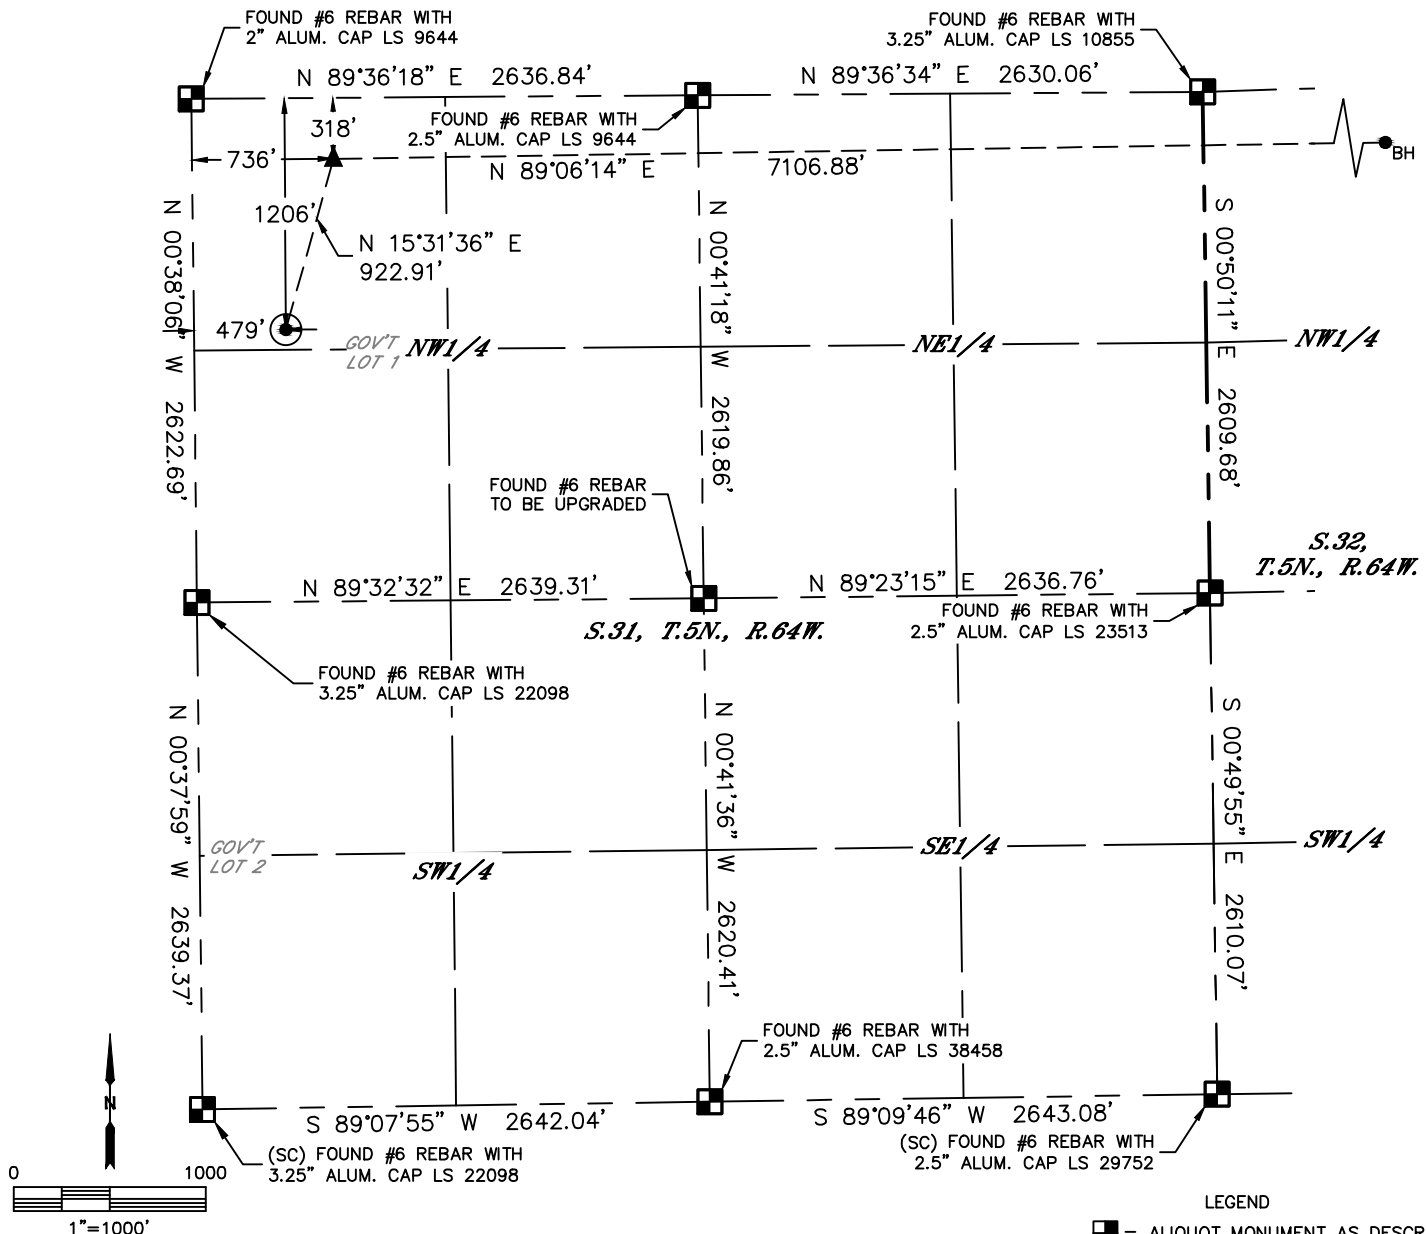 FOUND #6 REBAR WITH
2" ALUM. CAP LS 9644
FOUND #6 REBAR WITH
3.25" ALUM. CAP LS 10855
N 89°36'18" E 2636.84'
N 89°36'34" E 2630.06'
FOUND #6 REBAR WITH
2.5" ALUM. CAP LS 9644
318'
736'
N 89°06'14" E 7106.88'
BH
1206'
N 15°31'36" E
922.91'
479'
N 00°38'06" W 2622.69'
N 00°41'18" W 2619.86'
S 00°50'11" E 2609.68'
GOV'T
LOT 1
NW1/4
NE1/4
NW1/4
FOUND #6 REBAR
TO BE UPGRADED
S.32,
T.5N., R.64W.
N 89°32'32" E 2639.31'
N 89°23'15" E 2636.76'
FOUND #6 REBAR WITH
2.5" ALUM. CAP LS 23513
S.31, T.5N., R.64W.
FOUND #6 REBAR WITH
3.25" ALUM. CAP LS 22098
N 00°37'59" W 2639.37'
N 00°41'36" W 2620.41'
S 00°49'55" E 2610.07'
GOV'T
LOT 2
SW1/4
SE1/4
SW1/4
FOUND #6 REBAR WITH
2.5" ALUM. CAP LS 38458
S 89°07'55" W 2642.04'
S 89°09'46" W 2643.08'
(SC) FOUND #6 REBAR WITH
3.25" ALUM. CAP LS 22098
(SC) FOUND #6 REBAR WITH
2.5" ALUM. CAP LS 29752
N
0 1000
1"=1000'
LEGEND
= ALIQUOT MONUMENT AS